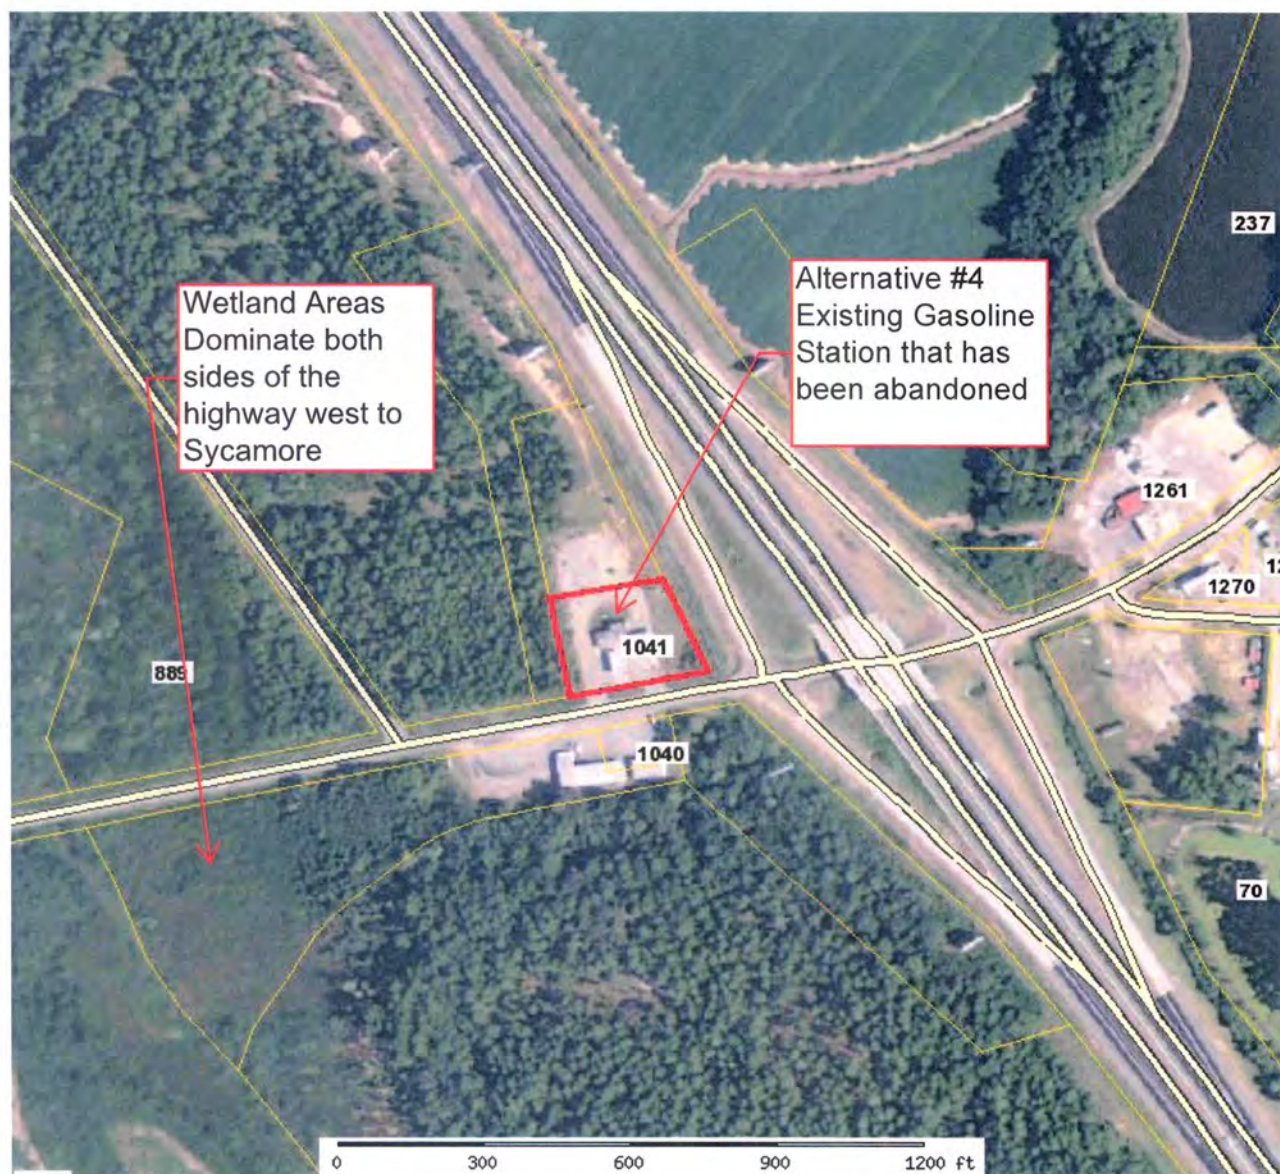 237
Alternative #4
Existing Gasoline
Station that has
been abandoned
Wetland Areas
Dominate both
sides of the
highway west to
Sycamore
1261
1270
1041
889
1040
70
0 300 600 900 1200 ft